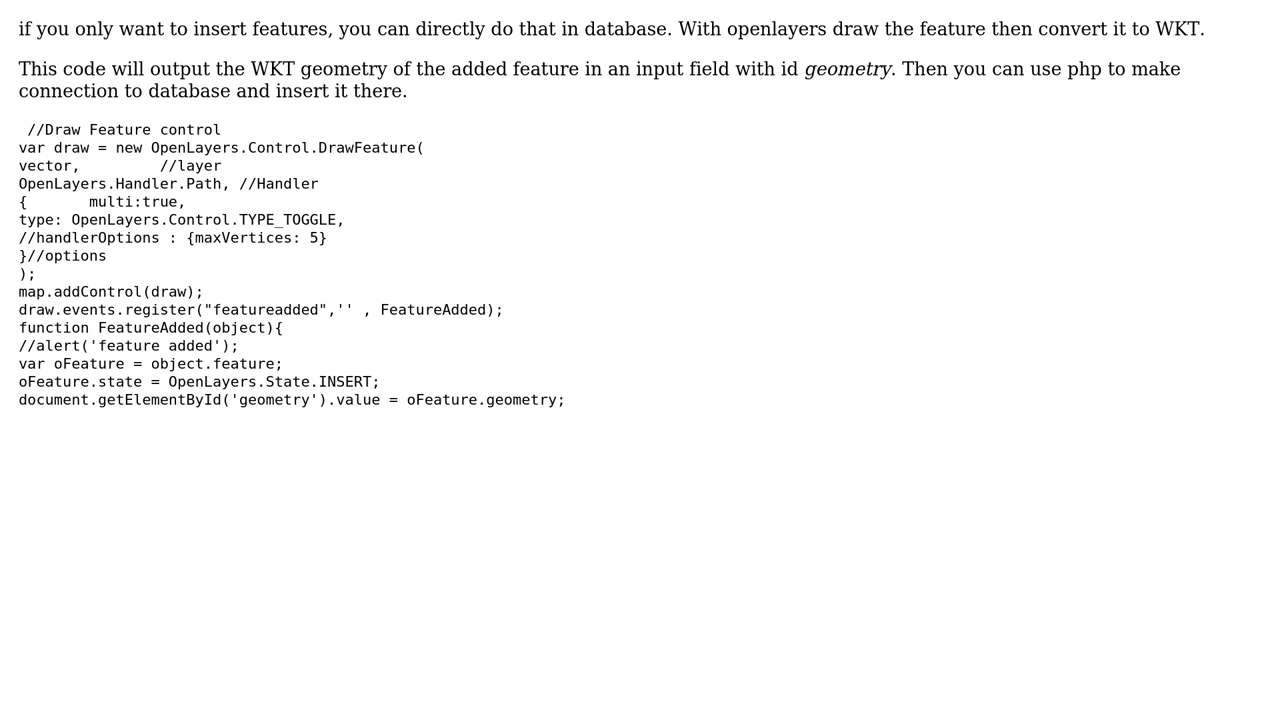 if you only want to insert features, you can directly do that in database. With openlayers draw the feature then convert it to WKT.
This code will output the WKT geometry of the added feature in an input field with id geometry. Then you can use php to make
connection to database and insert it there.
//Draw Feature control
var draw = new OpenLayers.Control.DrawFeature(
vector,         //layer
OpenLayers.Handler.Path, //Handler
{       multi:true,
type: OpenLayers.Control.TYPE_TOGGLE,
//handlerOptions : {maxVertices: 5}
}//options
);
map.addControl(draw);
draw.events.register("featureadded",'' , FeatureAdded);
function FeatureAdded(object){
//alert('feature added');
var oFeature = object.feature;
oFeature.state = OpenLayers.State.INSERT;
document.getElementById('geometry').value = oFeature.geometry;